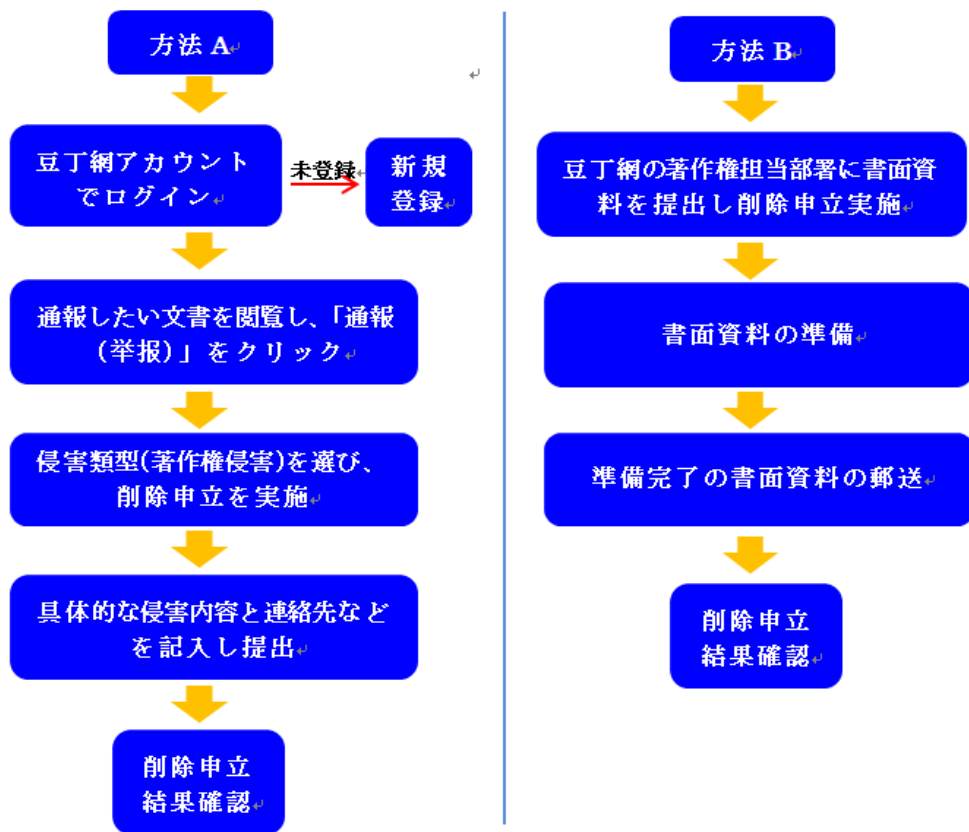 方法 A
豆丁網アカウント
でログイン
未登録
新規
登録
通報したい文書を閲覧し、「通報
（举报）」をクリック
侵害類型(著作権侵害)を選び、
削除申立を実施
具体的な侵害内容と連絡先など
を記入し提出
削除申立
結果確認
方法 B
豆丁網の著作権担当部署に書面資
料を提出し削除申立実施
書面資料の準備
準備完了の書面資料の郵送
削除申立
結果確認